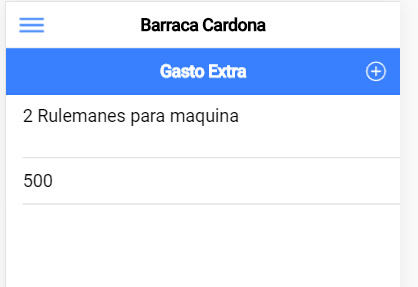 Barraca Cardona
Gasto Extra
2 Rulemanes para maquina
500